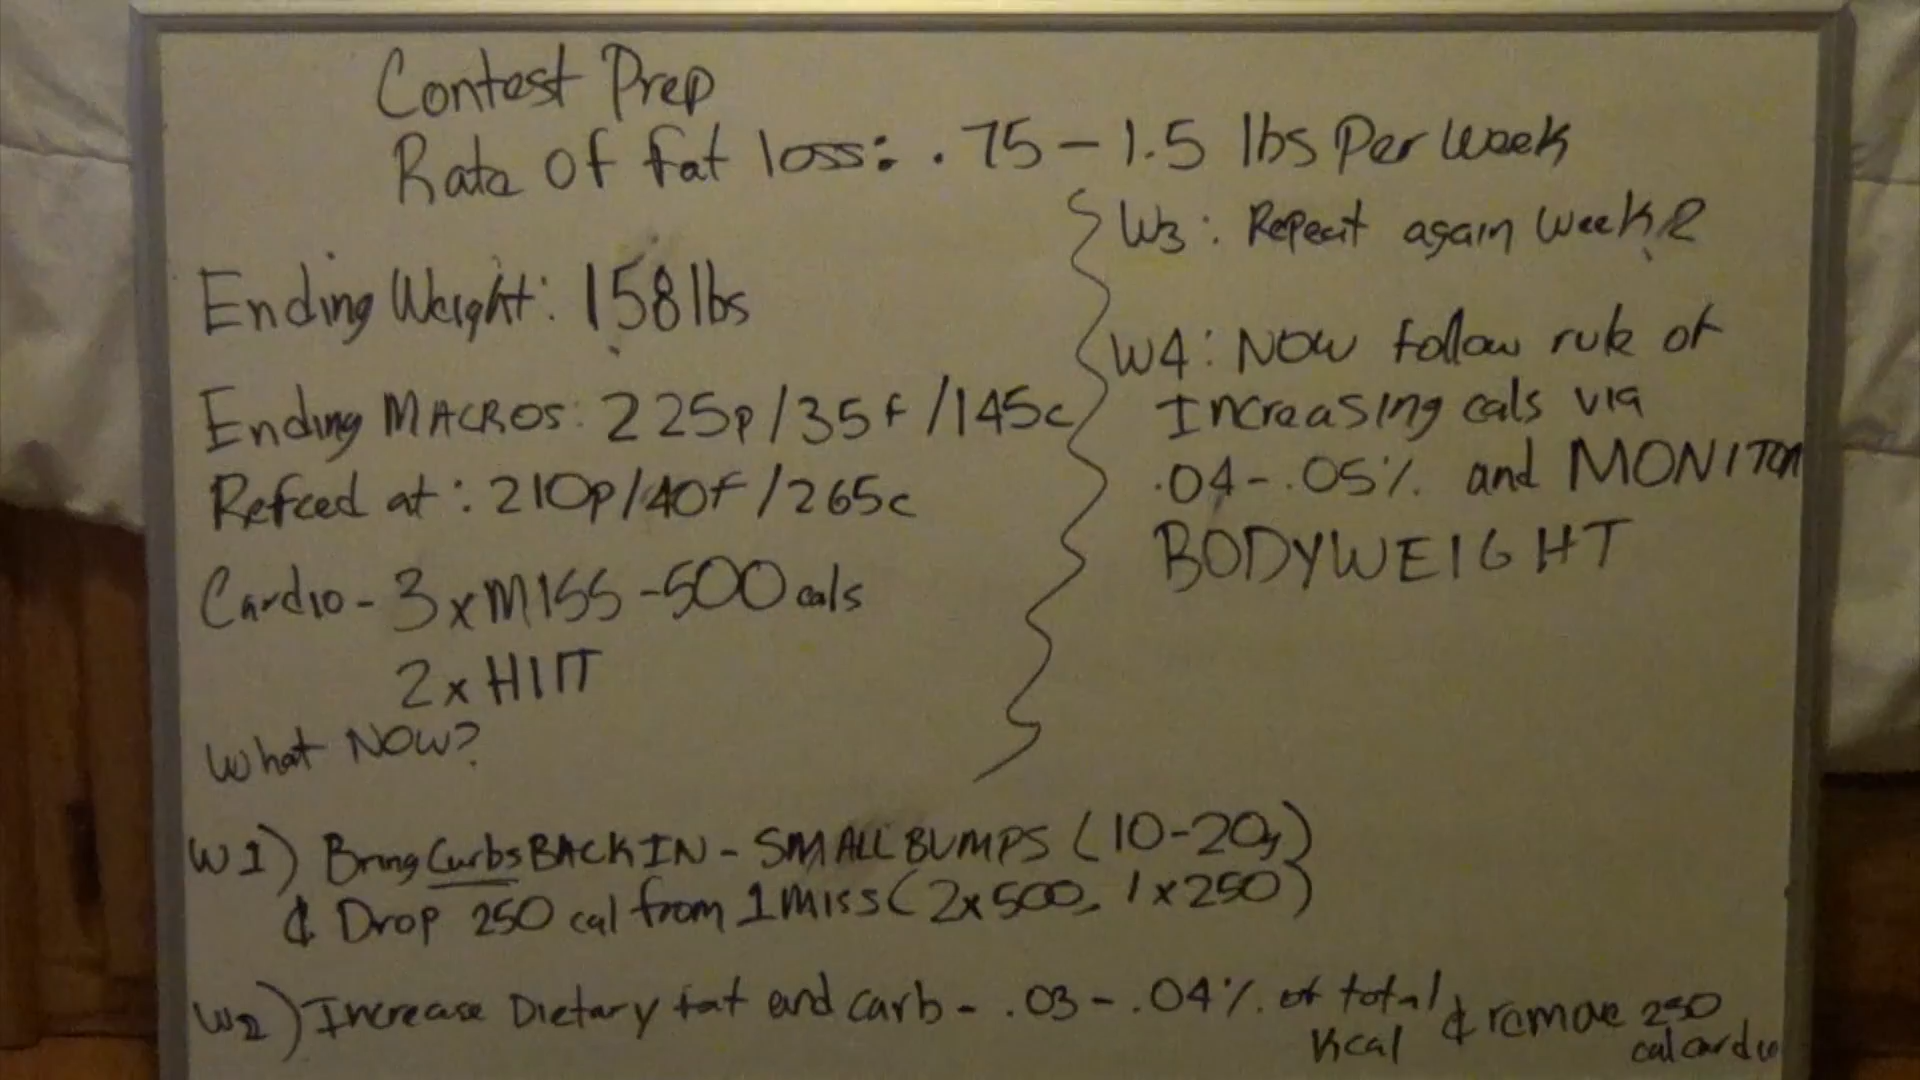 Contest Prep
Rate of fat loss: .75 - 1.5 lbs Per week
Ending Weight: 158 lbs
Ending MACROS: 225p/35f/145c
Refeed at: 210p/40f/265c
Cardio - 3xMISS -500 cals
2x HIIT
What NOW?
W1) Bring Carbs BACK IN - SMALL BUMPS (10-20g)
& Drop 250 cal from 1 Miss (2x500, 1x250)
W2) Increase Dietary fat and carb - .03 - .04% of total & remove 250
Kcal cal cardio
W3: Repeat again Week 2
W4: NOW follow rule of
Increasing cals via
.04-.05% and MONITOR
BODYWEIGHT